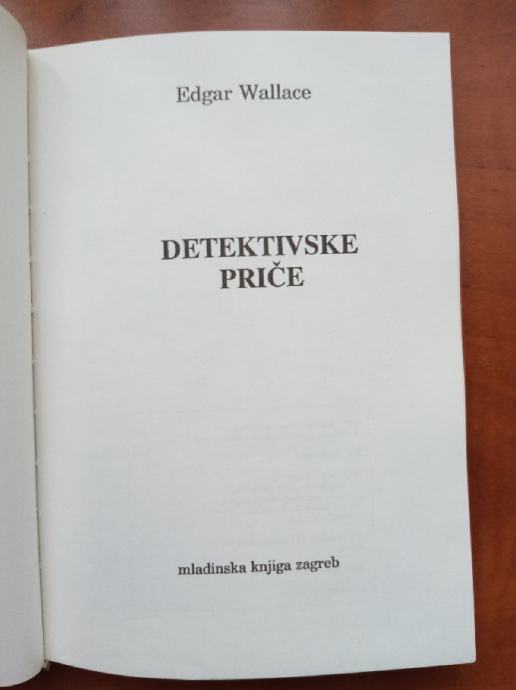 Edgar Wallace
DETEKTIVSKE
PRIČE
mladinska knjiga zagreb